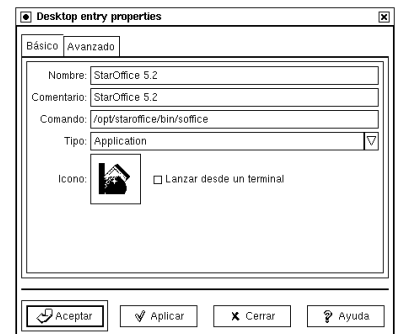 Desktop entry properties
Básico Avanzado
Nombre: StarOffice 5.2
Comentario: StarOffice 5.2
Comando: /opt/staroffice/bin/soffice
Tipo: Application
Icono: Lanzar desde un terminal
Aceptar Aplicar Cerrar Ayuda